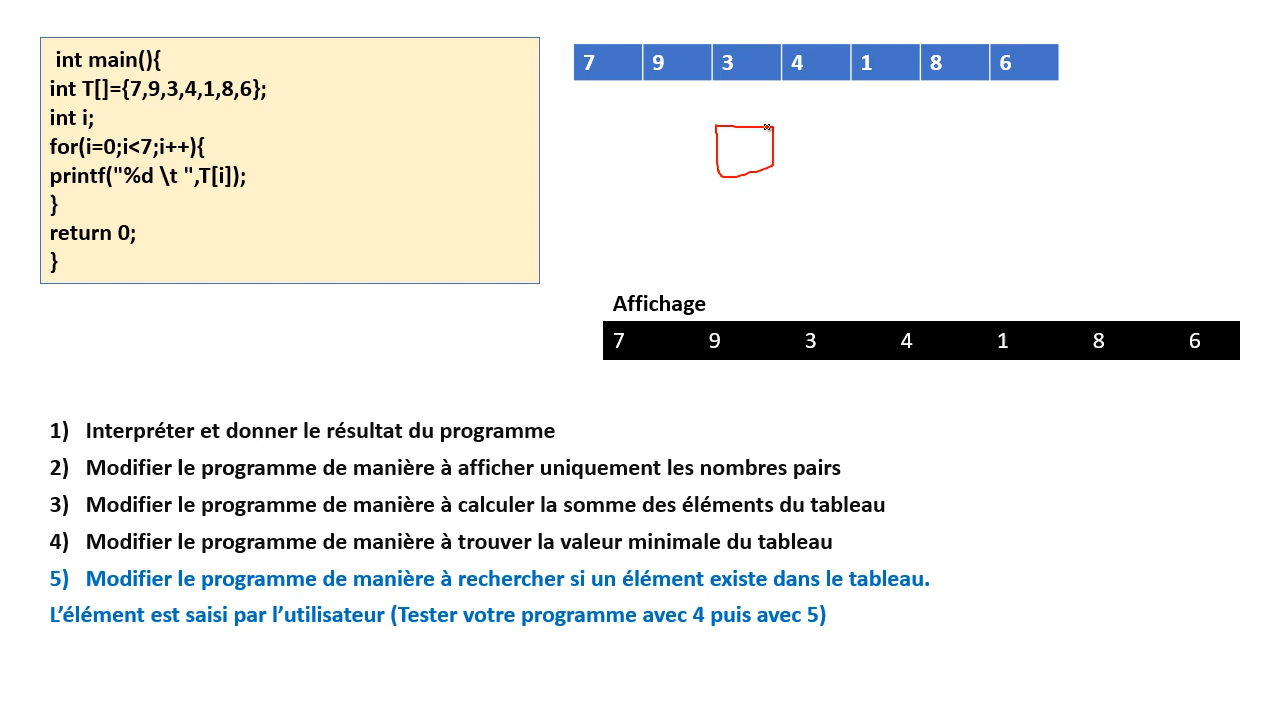 int main(){
int T[]={7,9,3,4,1,8,6};
int i;
for(i=0;i<7;i++){
printf("%d \t ",T[i]);
}
return 0;
}
7 9 3 4 1 8 6
Affichage
7 9 3 4 1 8 6
1) Interpréter et donner le résultat du programme
2) Modifier le programme de manière à afficher uniquement les nombres pairs
3) Modifier le programme de manière à calculer la somme des éléments du tableau
4) Modifier le programme de manière à trouver la valeur minimale du tableau
5) Modifier le programme de manière à rechercher si un élément existe dans le tableau.
L’élément est saisi par l’utilisateur (Tester votre programme avec 4 puis avec 5)